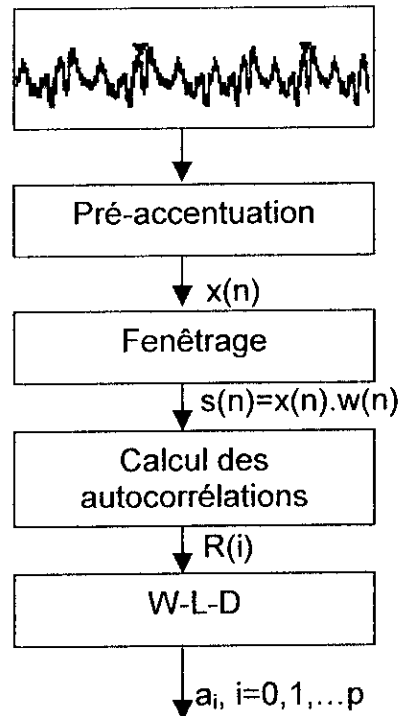 Pré-accentuation
x(n)
Fenêtrage
s(n)=x(n).w(n)
Calcul des
autocorrélations
R(i)
W-L-D
aᵢ, i=0,1,...p